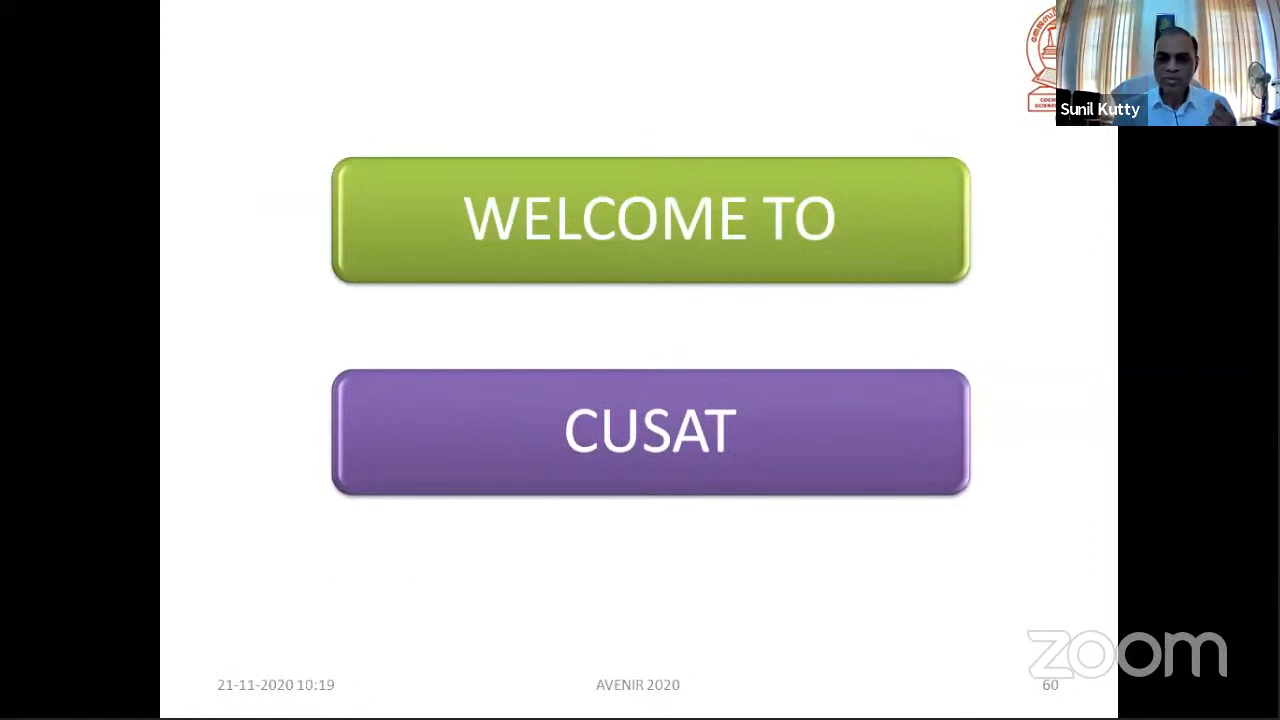 Sunil Kutty
WELCOME TO
CUSAT
zoom
21-11-2020 10:19
AVENIR 2020
60